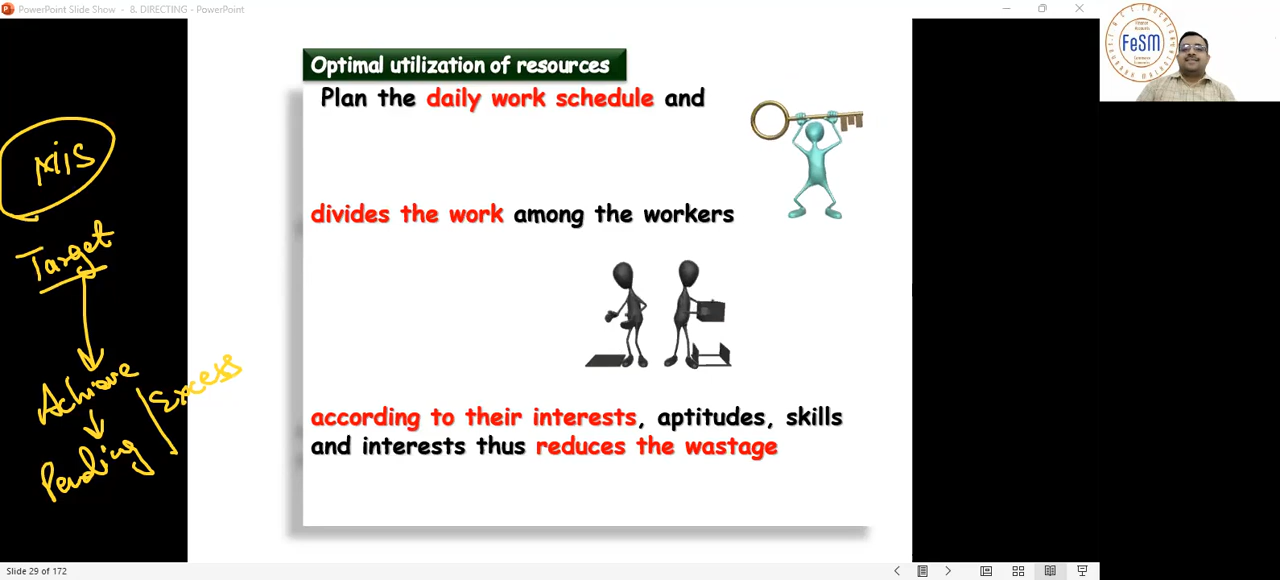 PowerPoint Slide Show - 8. DIRECTING - PowerPoint
FeSM
Optimal utilization of resources
Plan the daily work schedule and
divides the work among the workers
according to their interests, aptitudes, skills
and interests thus reduces the wastage
MIS
Target
Achieve
Pending / Excess
Slide 29 of 172